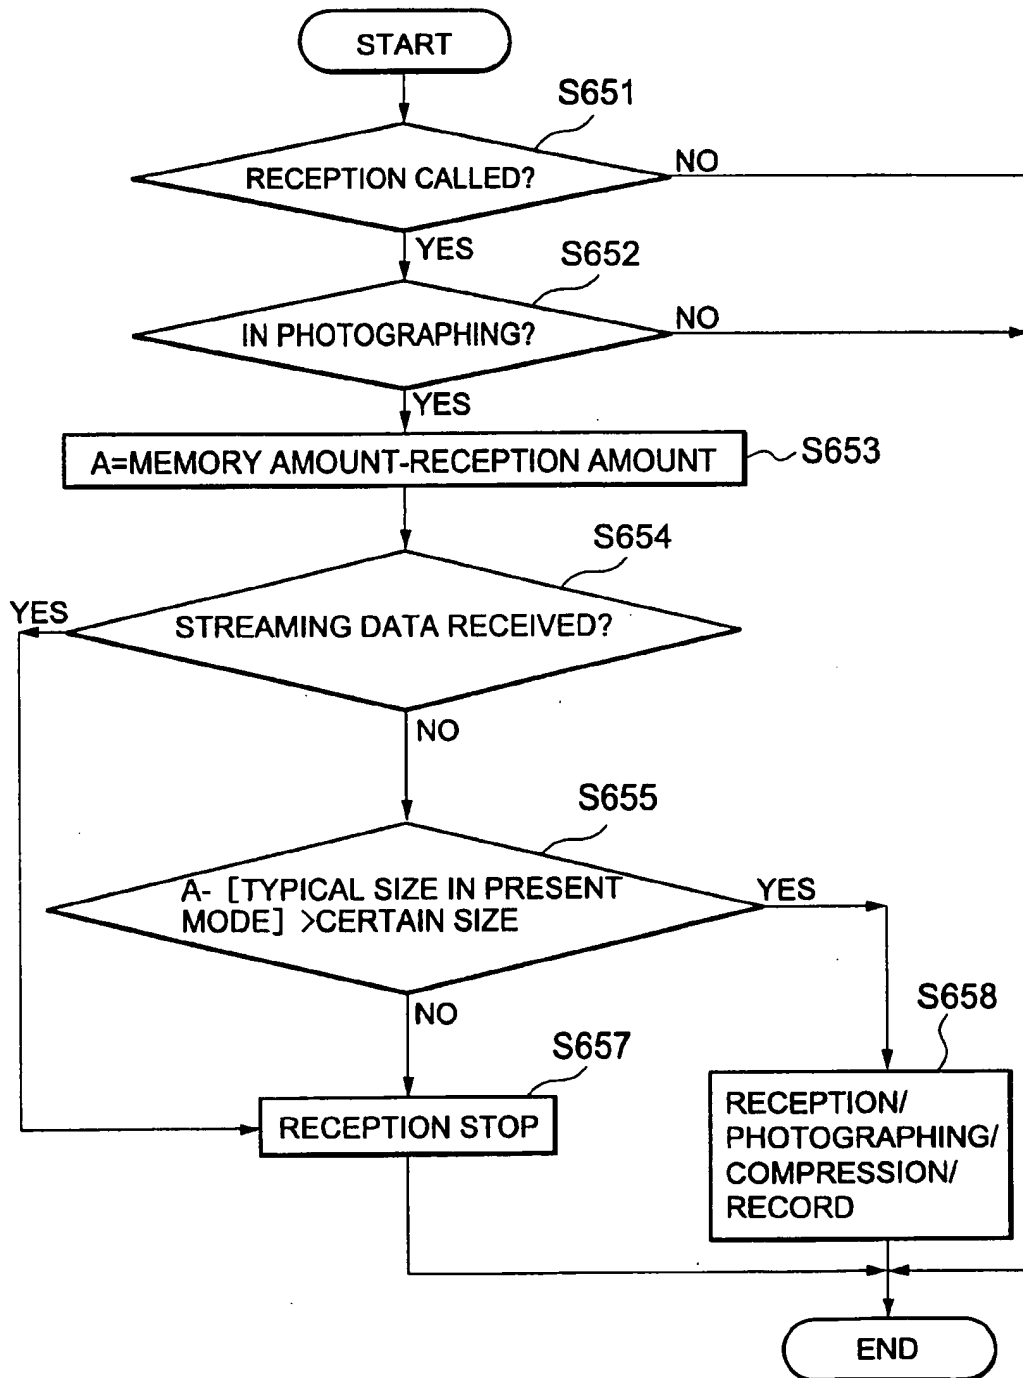 START
S651
RECEPTION CALLED?
NO
YES
S652
IN PHOTOGRAPHING?
NO
YES
A=MEMORY AMOUNT-RECEPTION AMOUNT
S653
S654
YES
STREAMING DATA RECEIVED?
NO
S655
A- [TYPICAL SIZE IN PRESENT
MODE] >CERTAIN SIZE
YES
NO
S658
S657
RECEPTION STOP
RECEPTION/
PHOTOGRAPHING/
COMPRESSION/
RECORD
END